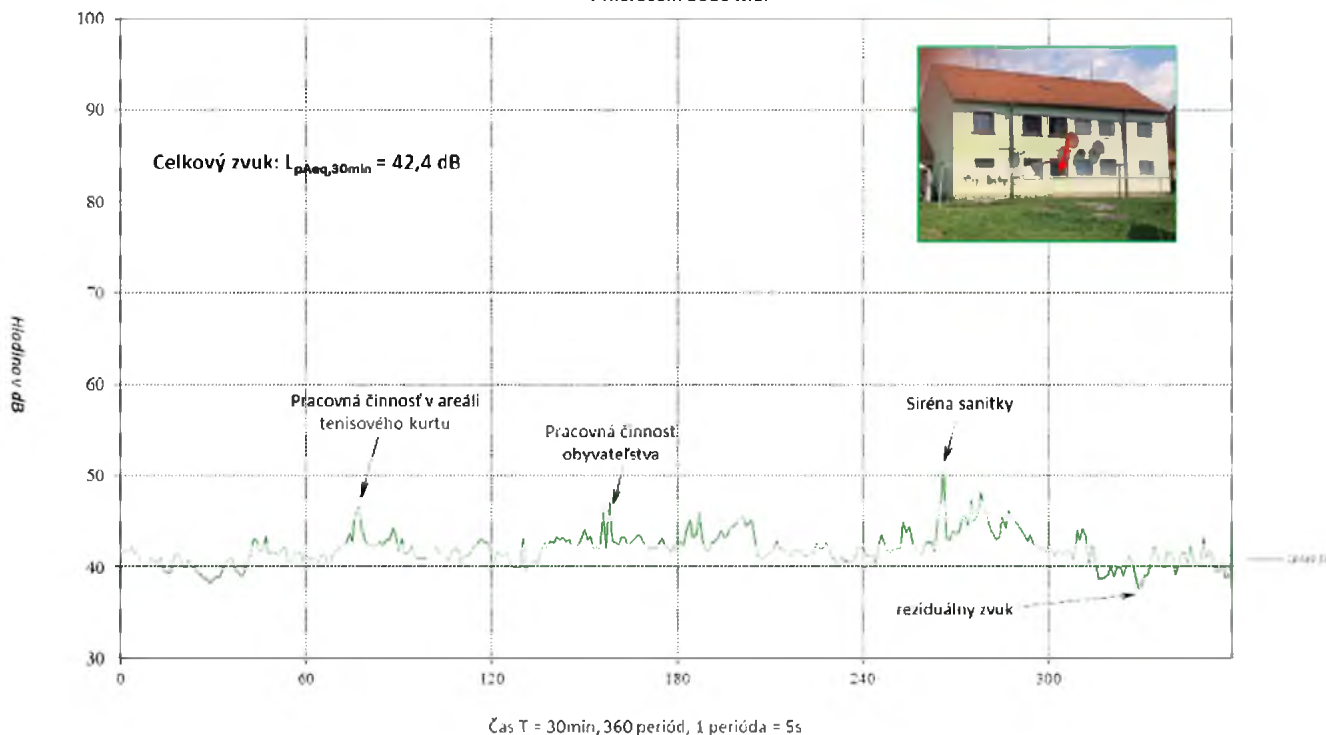 100
90
Celkový zvuk: LpAeq,30min = 42,4 dB
80
70
Hladina v dB
60
Pracovná činnosť v areáli
tenisového kurtu
Siréna sanitky
Pracovná činnosť
obyvateľstva
50
40
reziduálny zvuk
30
0
60
120
180
240
300
Čas T = 30min, 360 periód, 1 perióda = 5s